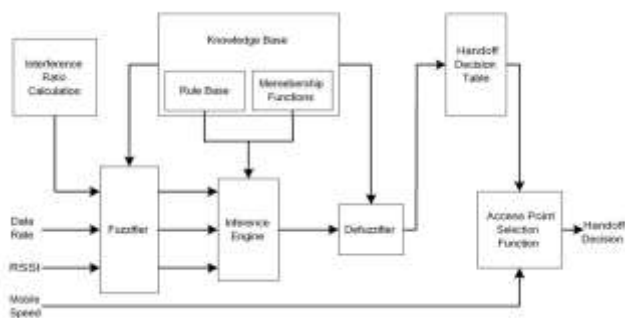 Knowledge Base
Handoff
Decision
Table
Interference
Ratio
Calculation
Rule Base
Memebership
Functions
Data
Rate
Fuzzifier
Inference
Engine
Defuzzifier
Access Point
Selection
Function
Handoff
Decision
RSSI
Mobile
Speed